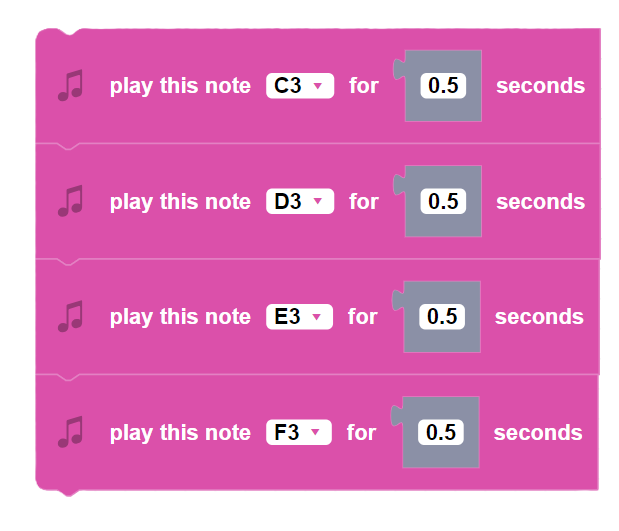 play this note C3 for 0.5 seconds
play this note D3 for 0.5 seconds
play this note E3 for 0.5 seconds
play this note F3 for 0.5 seconds